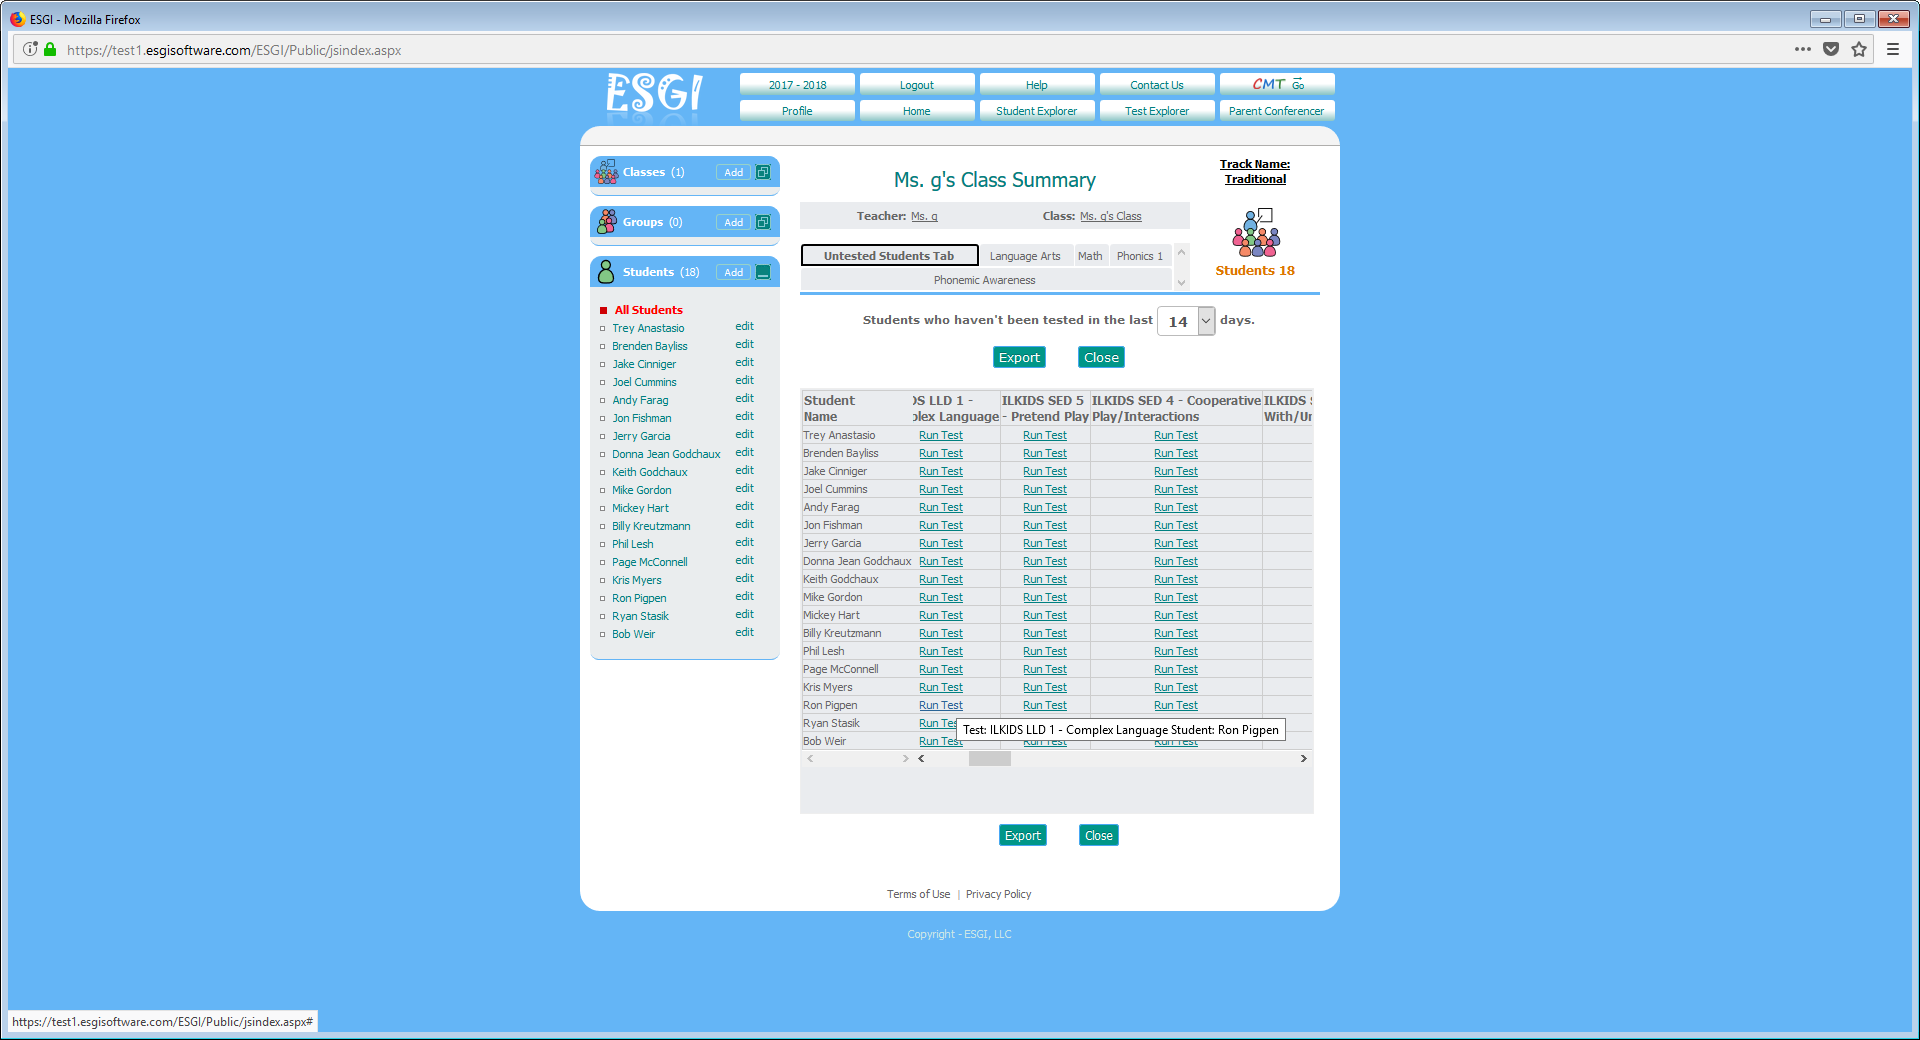 ESGI - Mozilla Firefox
https://test1.esgisoftware.com/ESGI/Public/jsindex.aspx
ESGI
2017 - 2018 Logout Help Contact Us CMT Go
Profile Home Student Explorer Test Explorer Parent Conferencer
Classes (1) Add
Groups (0) Add
Students (18) Add
All Students
Trey Anastasio edit
Brenden Bayliss edit
Jake Cinniger edit
Joel Cummins edit
Andy Farag edit
Jon Fishman edit
Jerry Garcia edit
Donna Jean Godchaux edit
Keith Godchaux edit
Mike Gordon edit
Mickey Hart edit
Billy Kreutzmann edit
Phil Lesh edit
Page McConnell edit
Kris Myers edit
Ron Pigpen edit
Ryan Stasik edit
Bob Weir edit
Ms. g's Class Summary
Track Name:
Traditional
Teacher: Ms. g Class: Ms. g's Class
Students 18
Untested Students Tab Language Arts Math Phonics 1
Phonemic Awareness
Students who haven't been tested in the last 14 days.
Export Close
Student LLD 1 - ILKIDS SED 5 ILKIDS SED 4 - Cooperative ILKIDS
Name Language - Pretend Play Play/Interactions
Trey Anastasio Run Test Run Test Run Test
Brenden Bayliss Run Test Run Test Run Test
Jake Cinniger Run Test Run Test Run Test
Joel Cummins Run Test Run Test Run Test
Andy Farag Run Test Run Test Run Test
Jon Fishman Run Test Run Test Run Test
Jerry Garcia Run Test Run Test Run Test
Donna Jean Godchaux Run Test Run Test Run Test
Keith Godchaux Run Test Run Test Run Test
Mike Gordon Run Test Run Test Run Test
Mickey Hart Run Test Run Test Run Test
Billy Kreutzmann Run Test Run Test Run Test
Phil Lesh Run Test Run Test Run Test
Page McConnell Run Test Run Test Run Test
Kris Myers Run Test Run Test Run Test
Ron Pigpen Run Test Run Test Run Test
Ryan Stasik Run
Test: ILKIDS LLD 1 - Complex Language Student: Ron Pigpen
Bob Weir Run Test Run Test Run Test
Export Close
Terms of Use | Privacy Policy
Copyright - ESGI, LLC
https://test1.esgisoftware.com/ESGI/Public/jsindex.aspx#